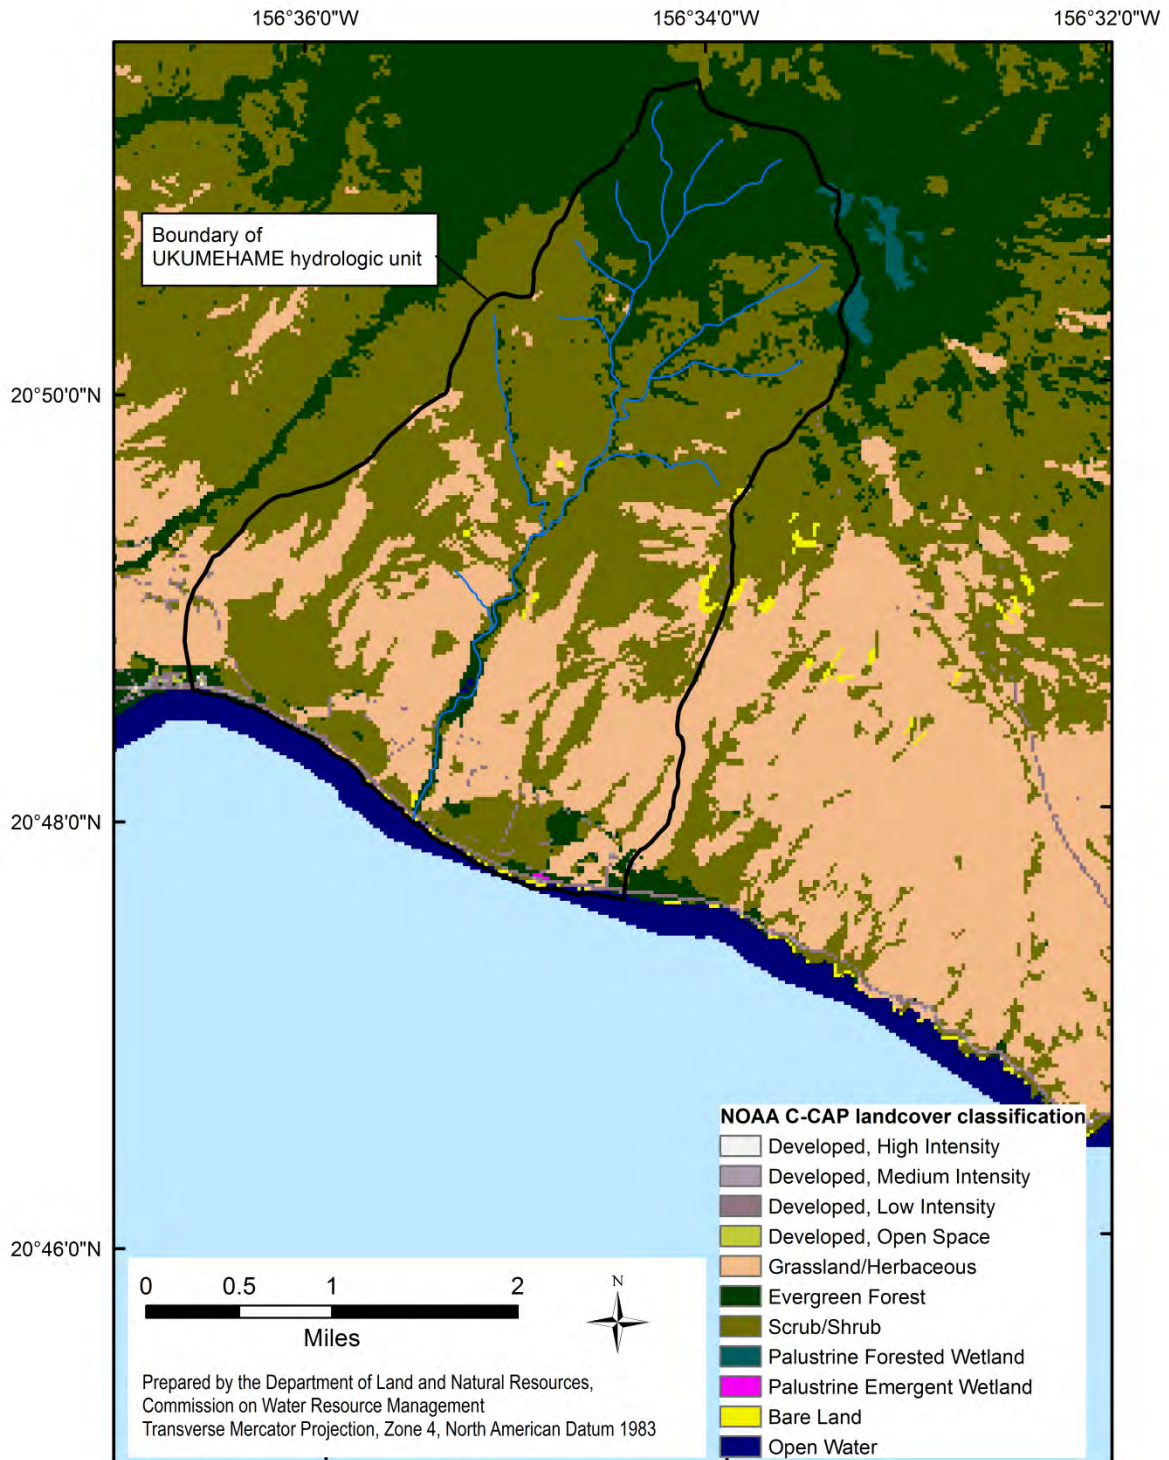 156°36'0"W 156°34'0"W 156°32'0"W
Boundary of
UKUMEHAME hydrologic unit
20°50'0"N
20°48'0"N
20°46'0"N
NOAA C-CAP landcover classification
Developed, High Intensity
Developed, Medium Intensity
Developed, Low Intensity
Developed, Open Space
Grassland/Herbaceous
Evergreen Forest
Scrub/Shrub
Palustrine Forested Wetland
Palustrine Emergent Wetland
Bare Land
Open Water
0 0.5 1 2
Miles
N
Prepared by the Department of Land and Natural Resources,
Commission on Water Resource Management
Transverse Mercator Projection, Zone 4, North American Datum 1983